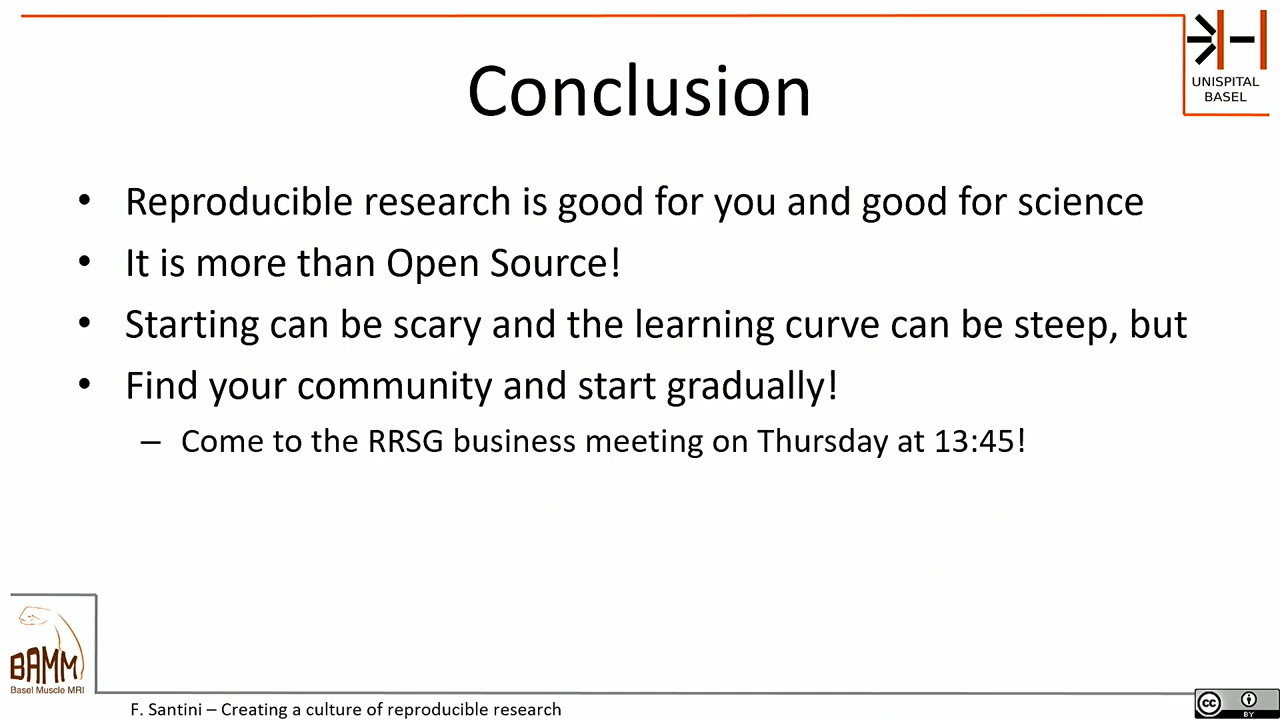 UNISPITAL
BASEL
Conclusion
• Reproducible research is good for you and good for science
• It is more than Open Source!
• Starting can be scary and the learning curve can be steep, but
• Find your community and start gradually!
– Come to the RRSG business meeting on Thursday at 13:45!
BAMM
Basel Muscle MRI
F. Santini – Creating a culture of reproducible research
cc
BY